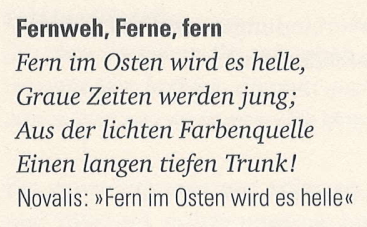 Fernweh, Ferne, fern
Fern im Osten wird es helle,
Graue Zeiten werden jung;
Aus der lichten Farbenquelle
Einen langen tiefen Trunk!
Novalis: »Fern im Osten wird es helle«